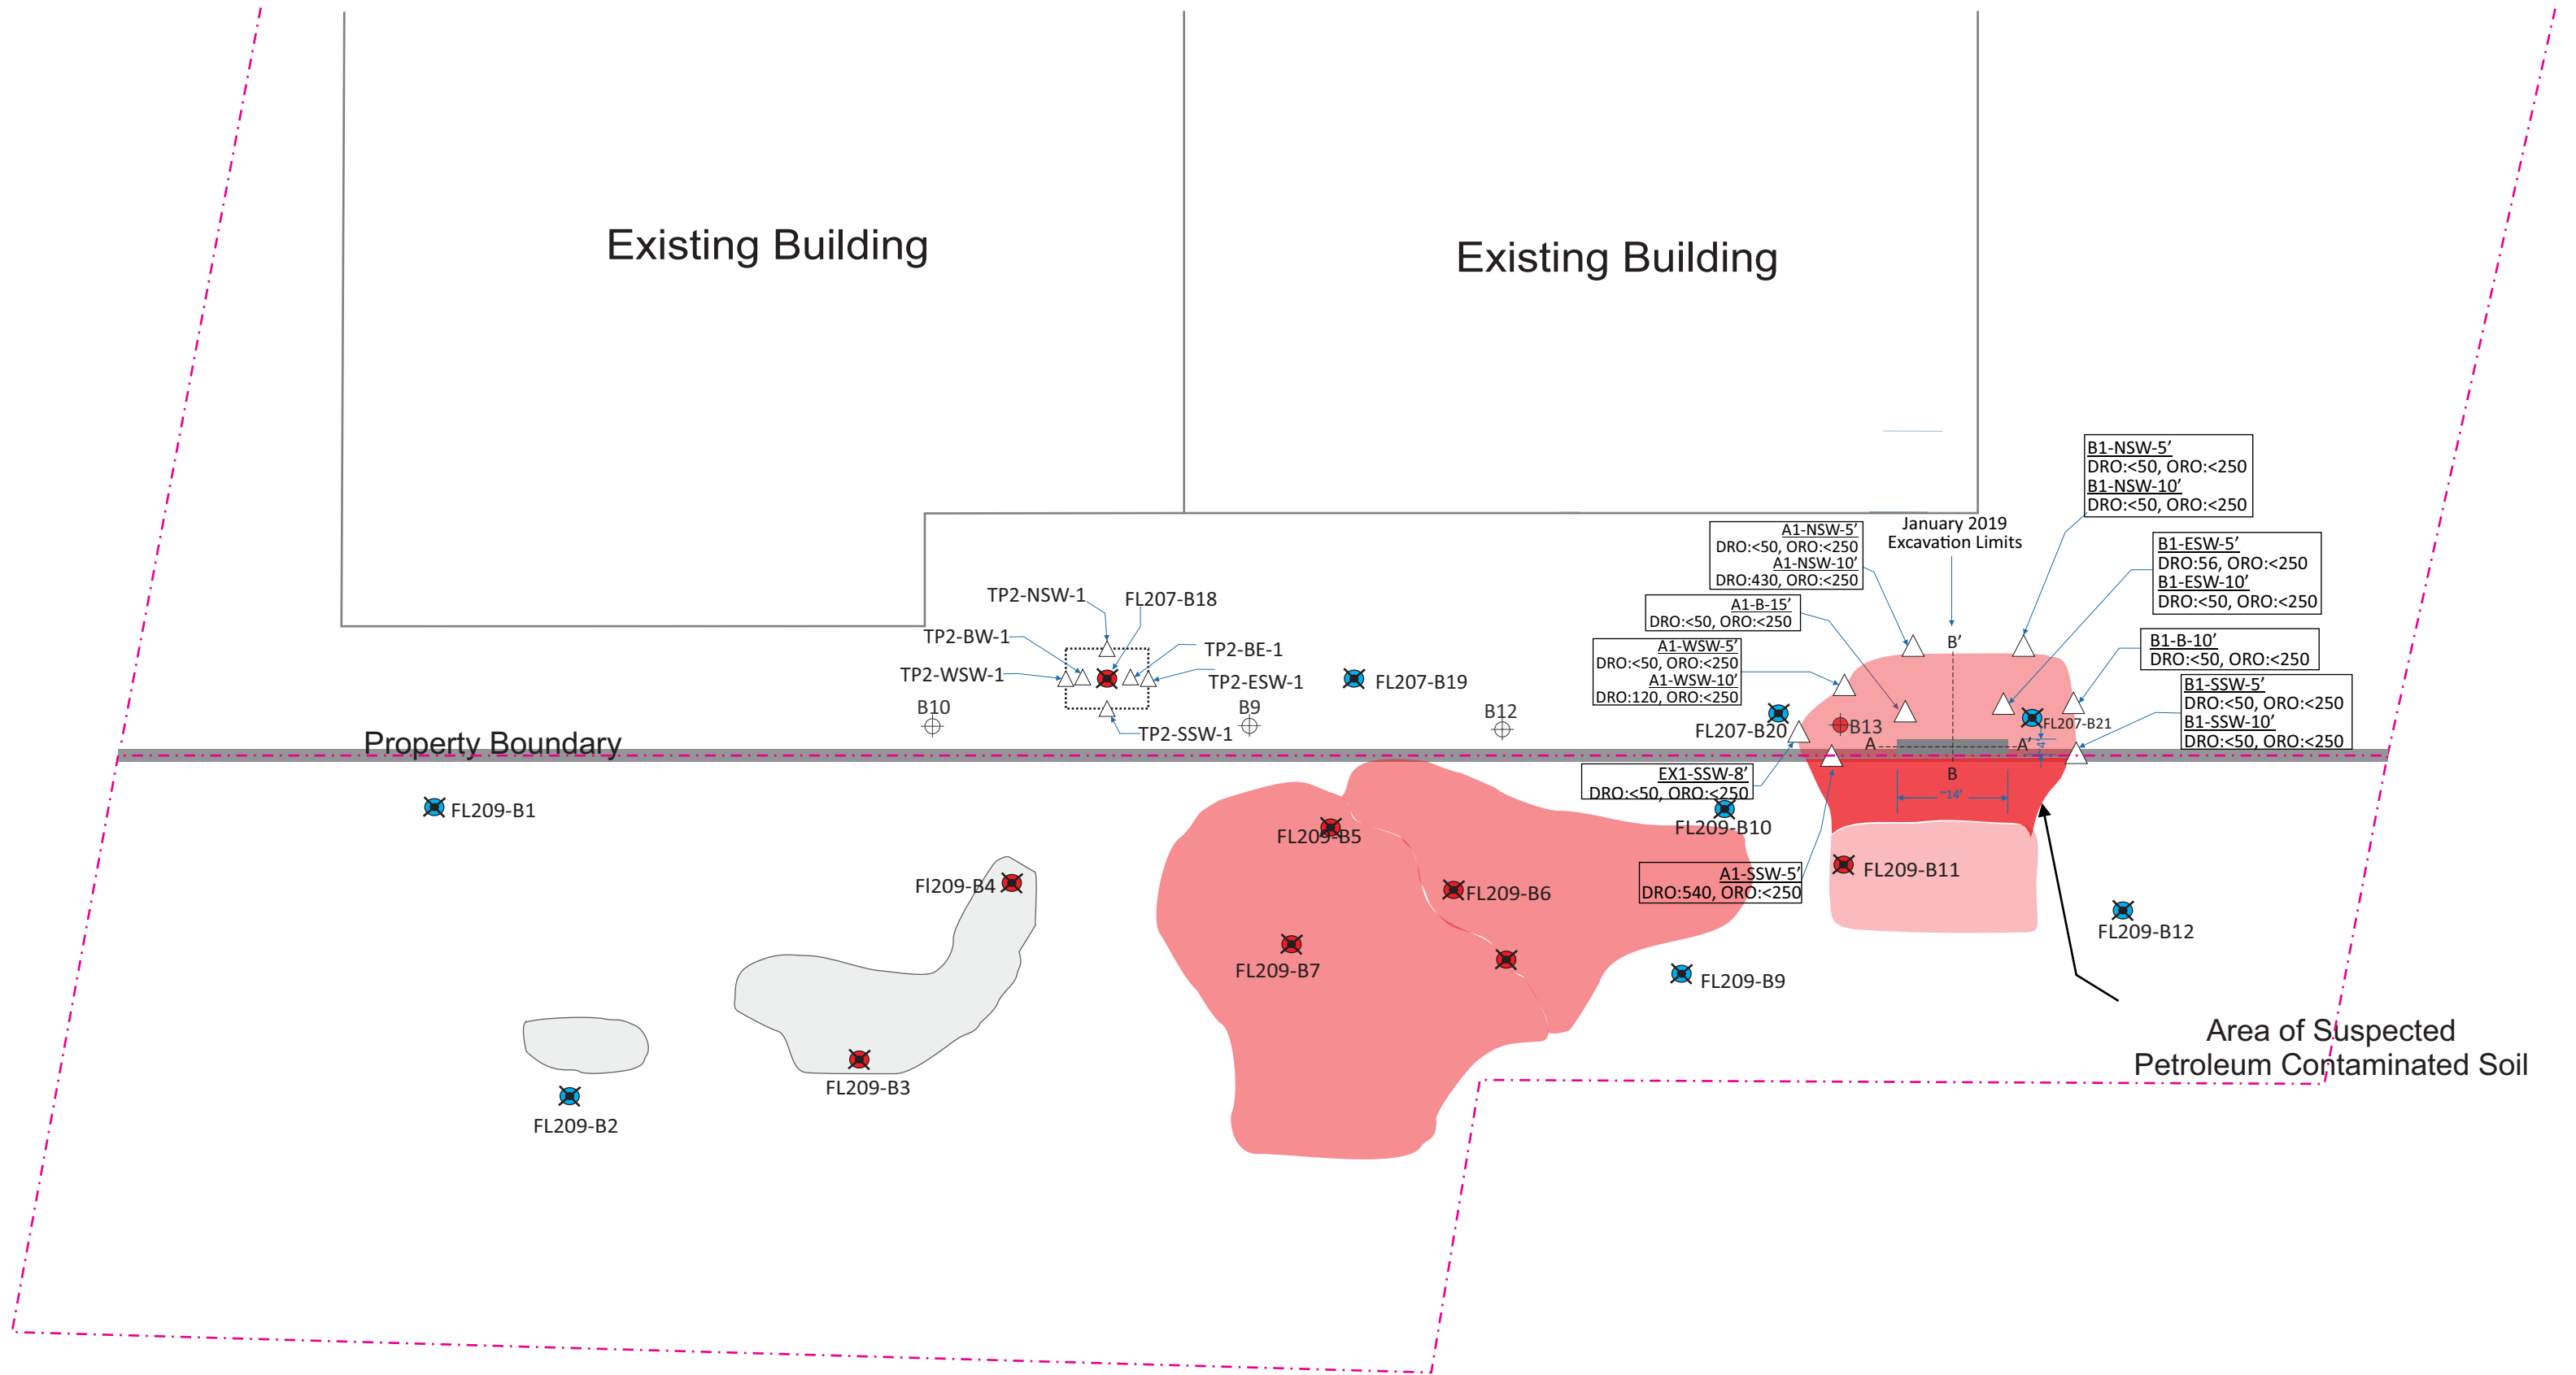 Existing Building
Existing Building
B1-NSW-5’
DRO:<50, ORO:<250
B1-NSW-10’
DRO:<50, ORO:<250
January 2019
Excavation Limits
A1-NSW-5’
DRO:<50, ORO:<250
A1-NSW-10’
DRO:430, ORO:<250
B1-ESW-5’
DRO:56, ORO:<250
B1-ESW-10’
DRO:<50, ORO:<250
A1-B-15’
DRO:<50, ORO:<250
TP2-NSW-1
FL207-B18
TP2-BW-1
TP2-BE-1
TP2-WSW-1
TP2-ESW-1
FL207-B19
A1-WSW-5’
DRO:<50, ORO:<250
A1-WSW-10’
DRO:120, ORO:<250
B’
B1-B-10’
DRO:<50, ORO:<250
B1-SSW-5’
DRO:<50, ORO:<250
B1-SSW-10’
DRO:<50, ORO:<250
B10
B9
B12
TP2-SSW-1
FL207-B20
B13
FL207-B21
A
A’
4'
Property Boundary
B
~14'
EX1-SSW-8’
DRO:<50, ORO:<250
FL209-B1
FL209-B10
FL209-B5
Fl209-B4
FL209-B6
A1-SSW-5’
DRO:540, ORO:<250
FL209-B11
FL209-B12
FL209-B7
FL209-B9
Area of Suspected
Petroleum Contaminated Soil
FL209-B3
FL209-B2